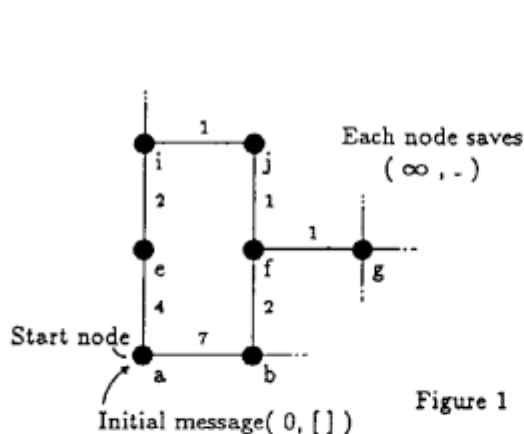 1
i
j
Each node saves
( ∞ , - )
2
1
1
e
f
g
4
2
Start node
7
a
b
Figure 1
Initial message( 0, [ ] )